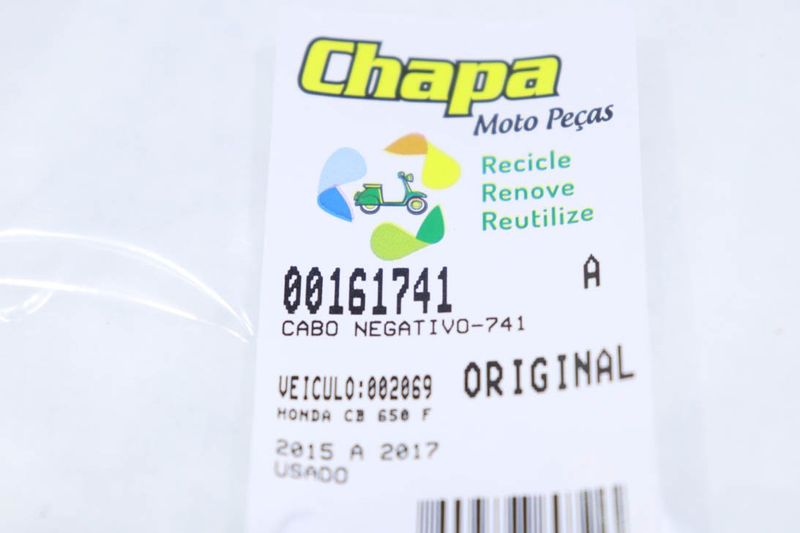 Chapa
Moto Peças
Recicle
Renove
Reutilize
00161741 A
CABO NEGATIVO-741
VEICULO:002069 ORIGINAL
HONDA CB 650 F
2015 A 2017
USADO